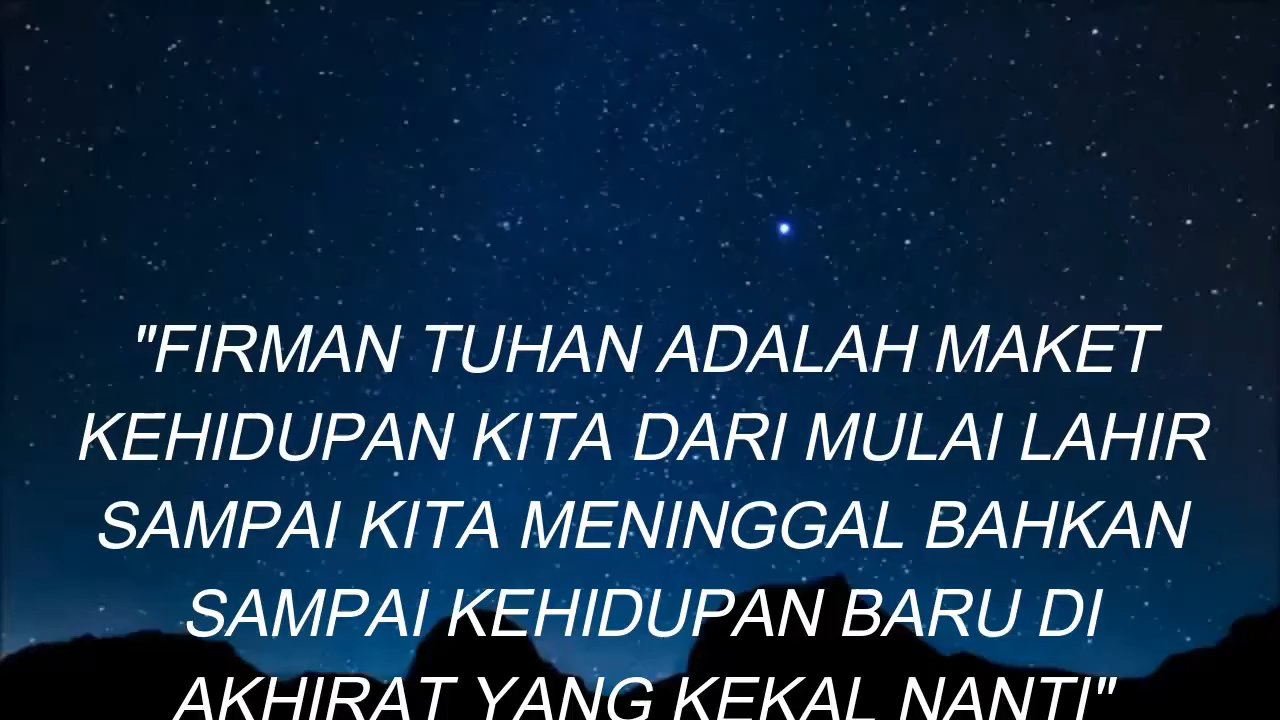 "FIRMAN TUHAN ADALAH MAKET
KEHIDUPAN KITA DARI MULAI LAHIR
SAMPAI KITA MENINGGAL BAHKAN
SAMPAI KEHIDUPAN BARU DI
AKHIRAT YANG KEKAL NANTI"